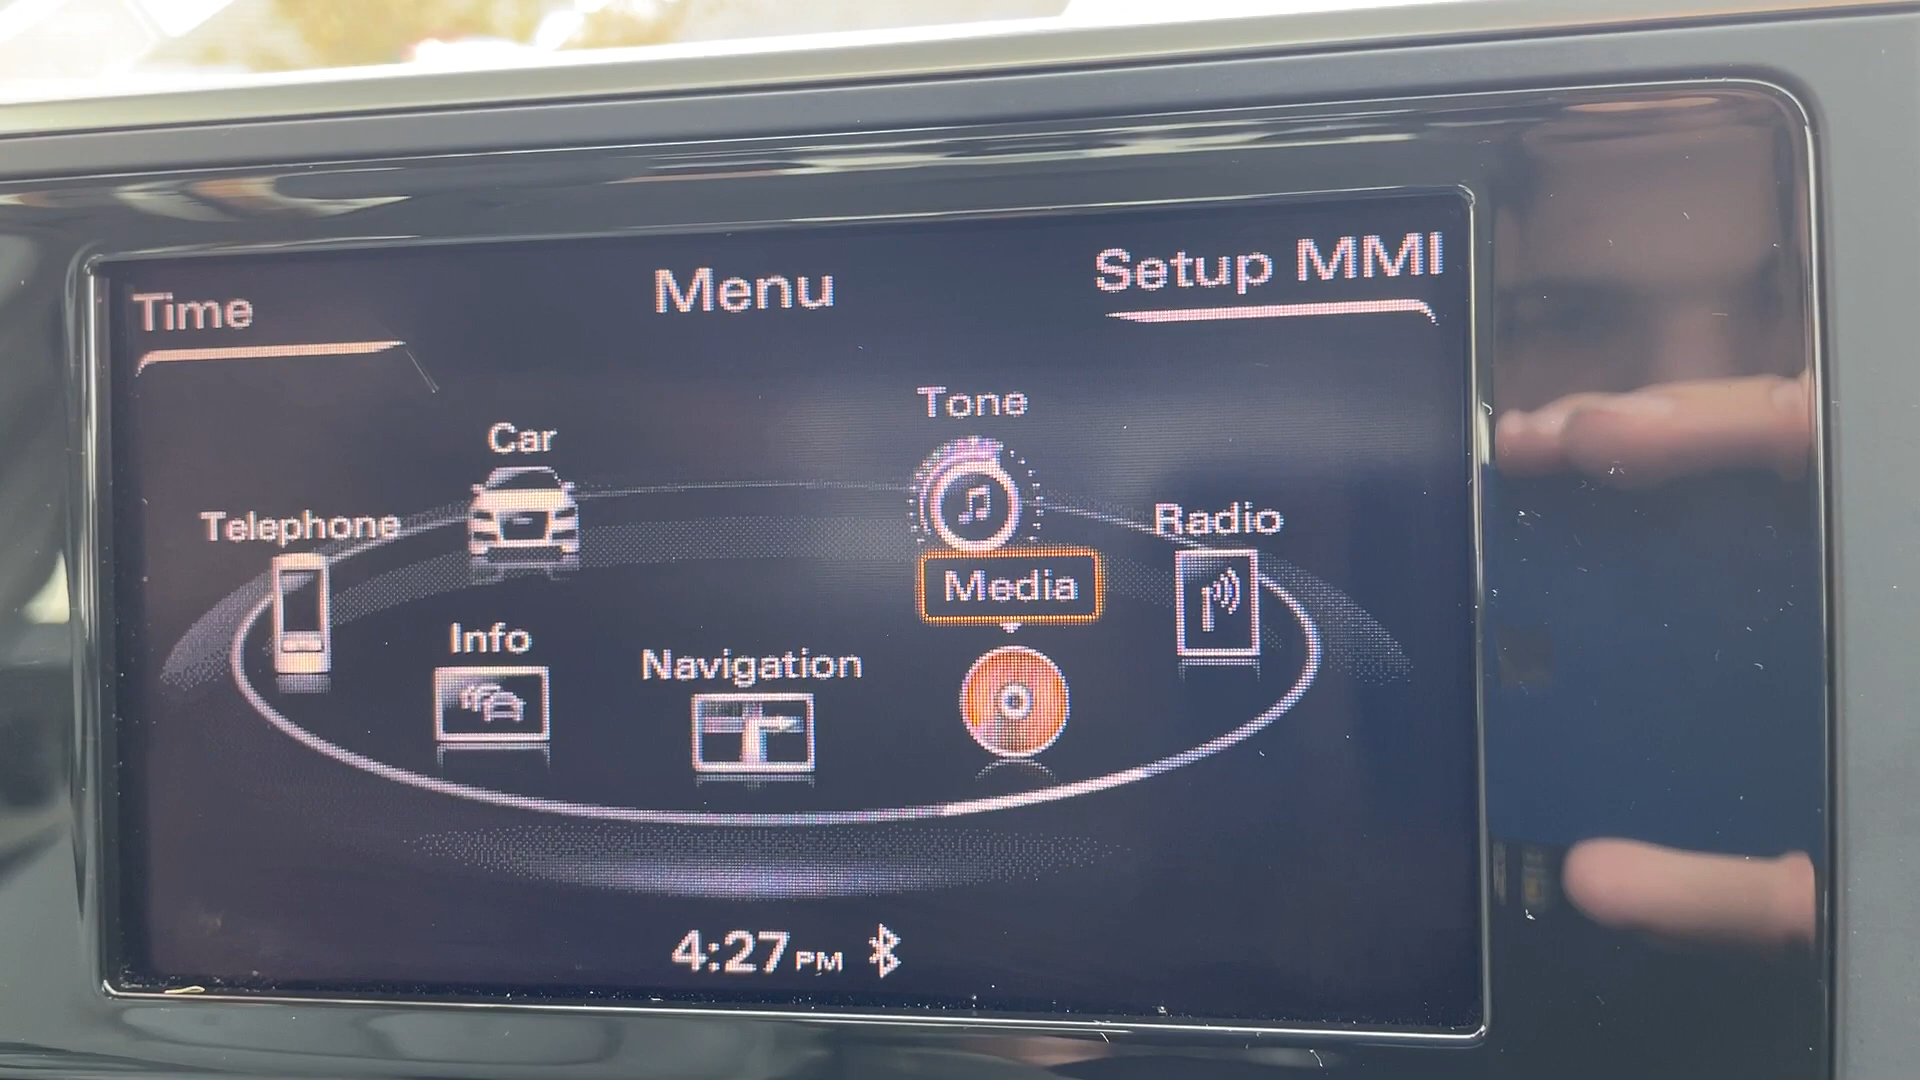 Time
Menu
Setup MMI
Tone
Car
Telephone
Radio
Media
Info
Navigation
4:27 PM